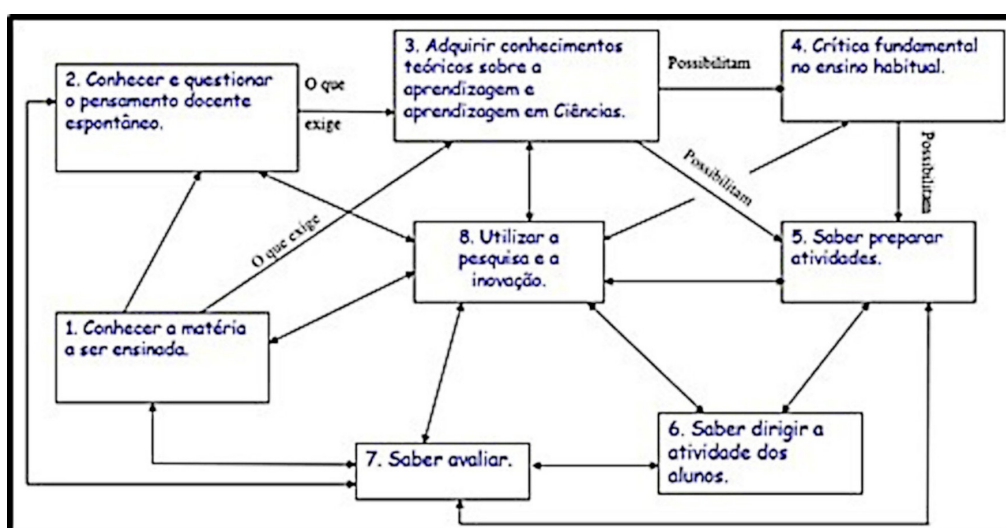 2. Conhecer e questionar
o pensamento docente
espontâneo.
O que
exige
3. Adquirir conhecimentos
teóricos sobre a
aprendizagem e
aprendizagem em Ciências.
Possibilitam
4. Crítica fundamental
no ensino habitual.
Possibilitam
Possibilitam
O que exige
8. Utilizar a
pesquisa e a
inovação.
5. Saber preparar
atividades.
1. Conhecer a matéria
a ser ensinada.
7. Saber avaliar.
6. Saber dirigir a
atividade dos
alunos.